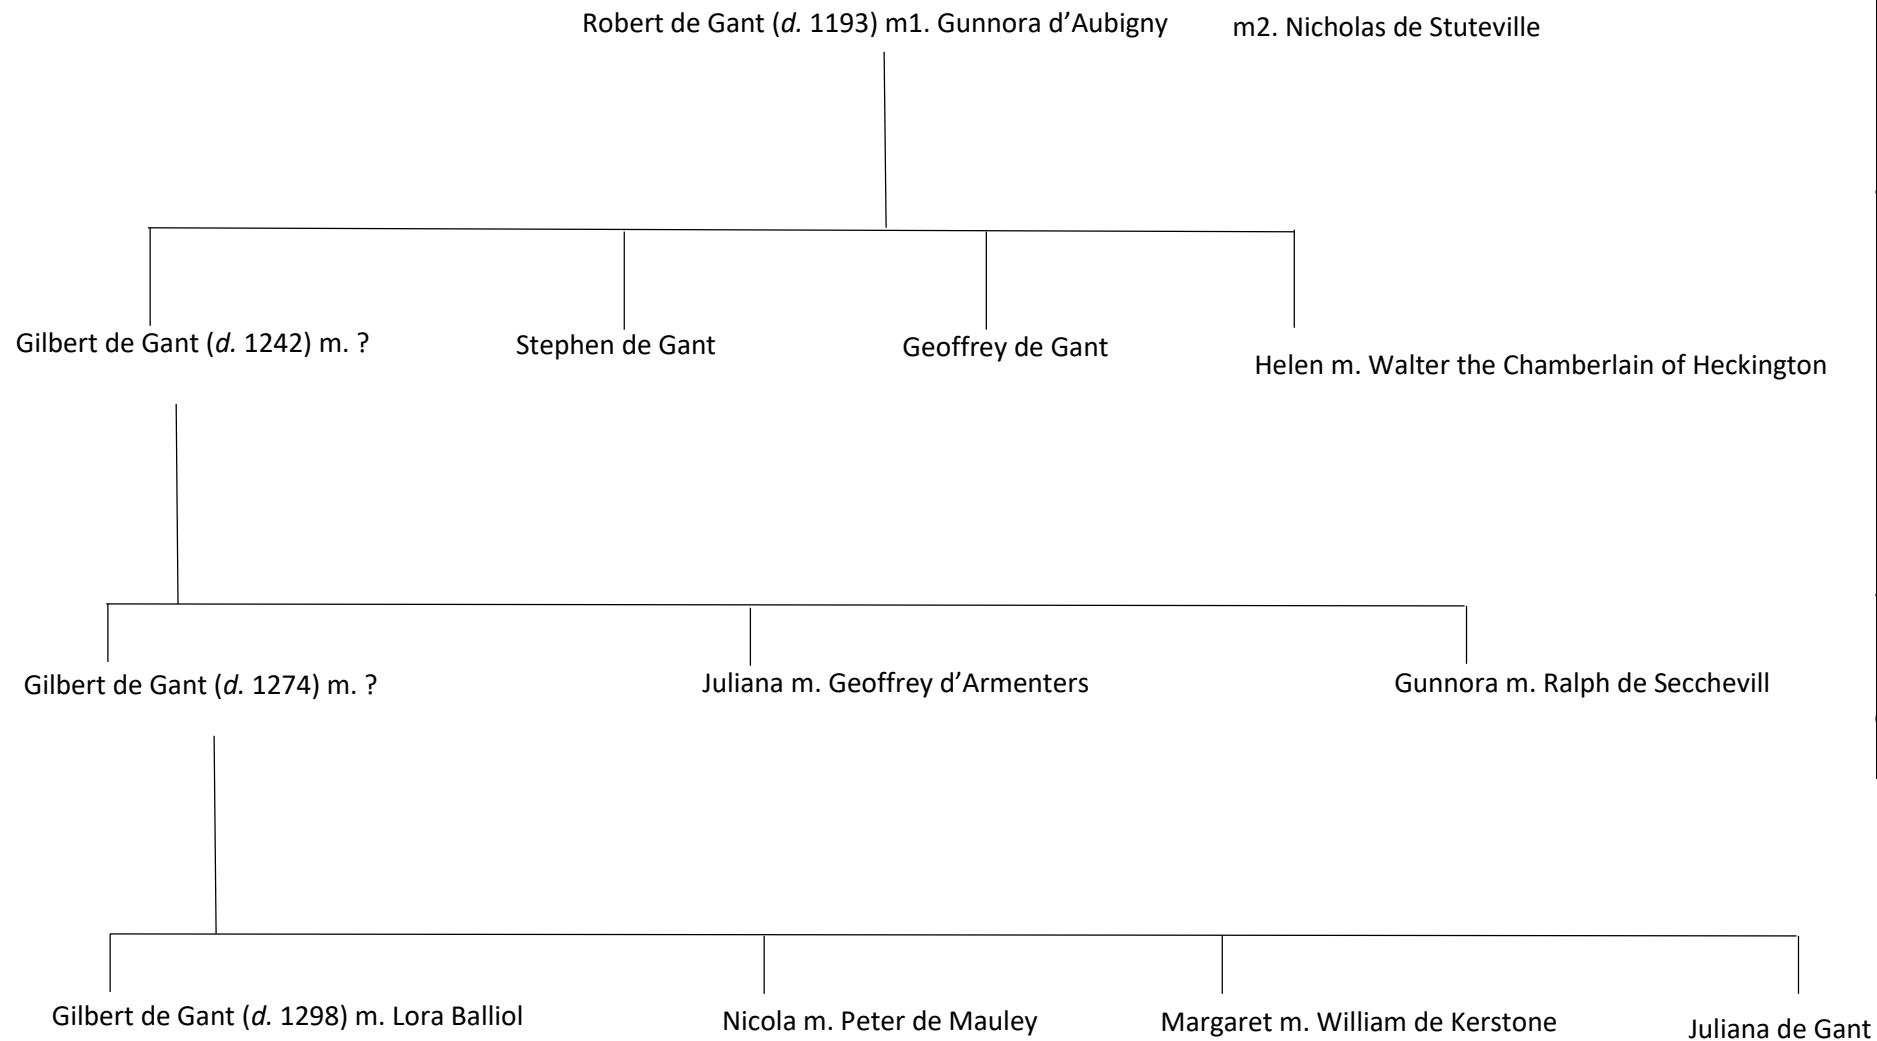 Robert de Gant (d. 1193) m1. Gunnora d’Aubigny m2. Nicholas de Stuteville
Gilbert de Gant (d. 1242) m. ? Stephen de Gant Geoffrey de Gant Helen m. Walter the Chamberlain of Heckington
Gilbert de Gant (d. 1274) m. ? Juliana m. Geoffrey d’Armenters Gunnora m. Ralph de Secchevill
Gilbert de Gant (d. 1298) m. Lora Balliol Nicola m. Peter de Mauley Margaret m. William de Kerstone Juliana de Gant